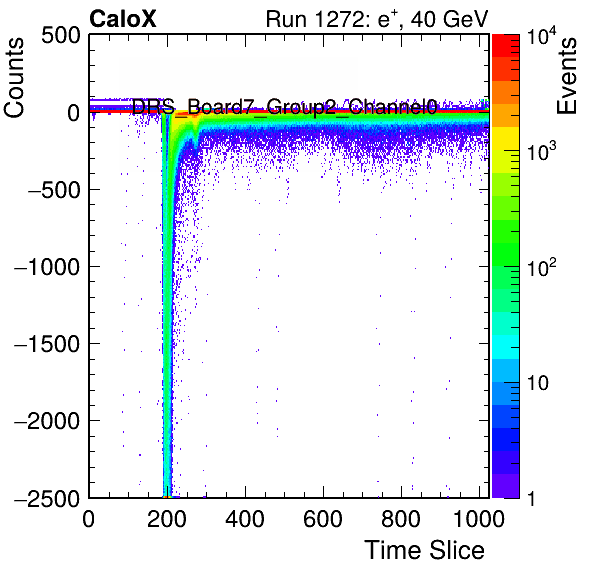 CaloX Run 1272: e⁺, 40 GeV
Counts
Events
DRS_Board7_Group2_Channel0
500
0
−500
−1000
−1500
−2000
−2500
0 200 400 600 800 1000
Time Slice
10⁴
10³
10²
10
1